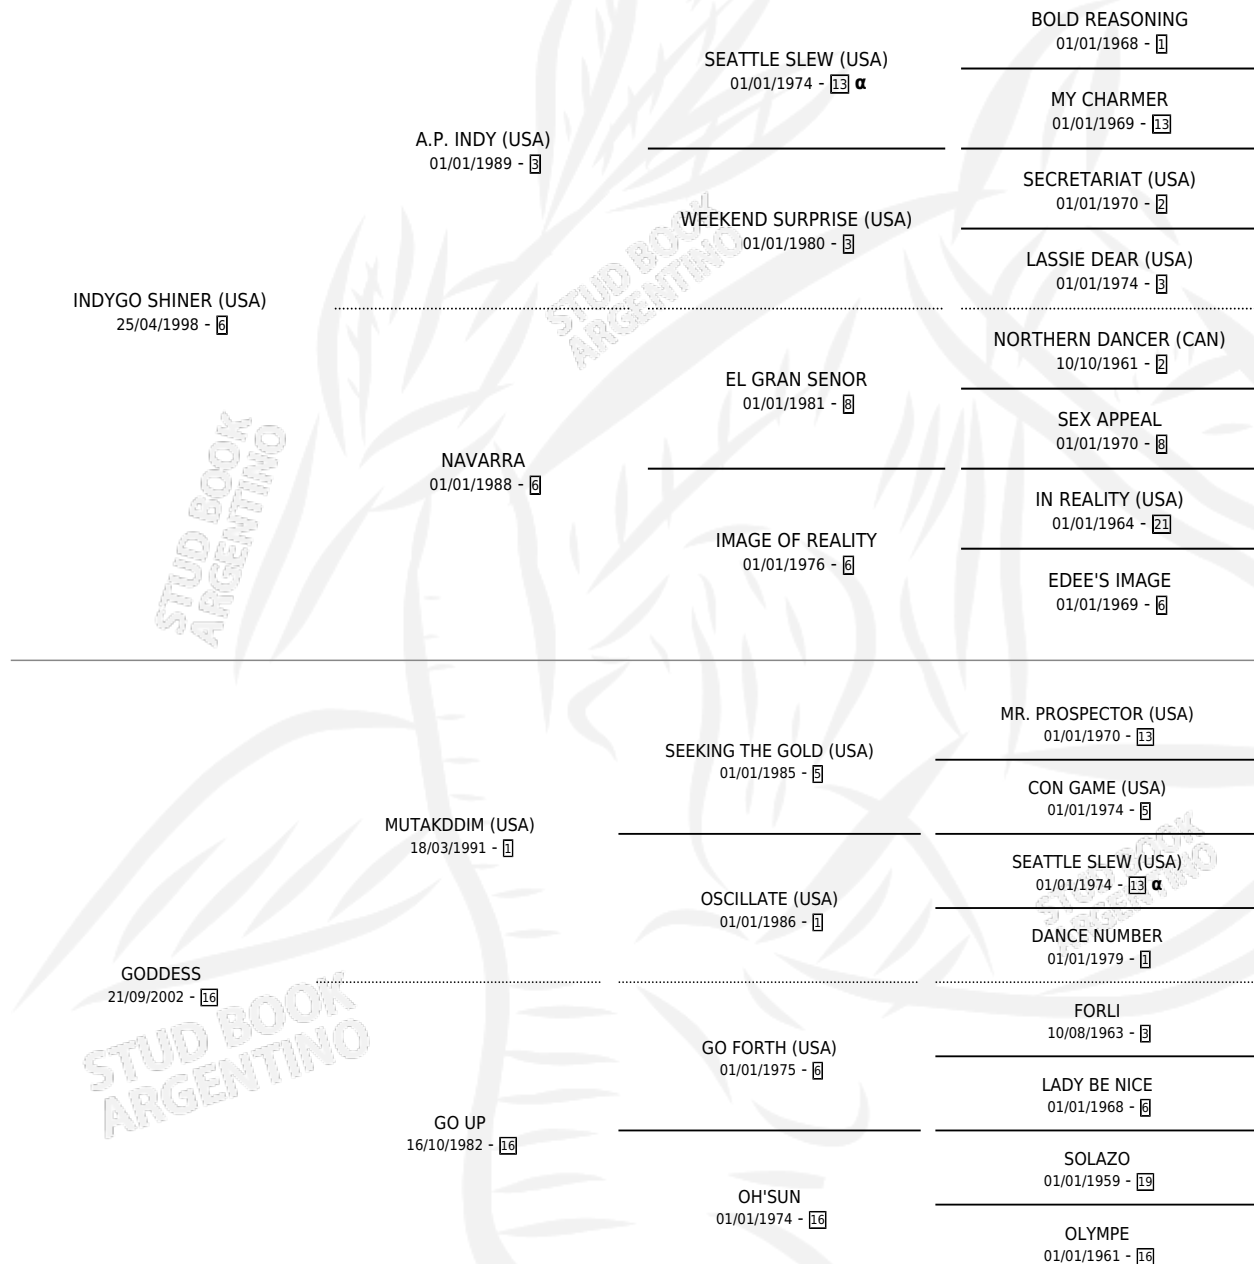 BOLD REASONING
01/01/1968 - 1
SEATTLE SLEW (USA)
01/01/1974 - 13 α
MY CHARMER
01/01/1969 - 13
A.P. INDY (USA)
01/01/1989 - 3
SECRETARIAT (USA)
01/01/1970 - 2
WEEKEND SURPRISE (USA)
01/01/1980 - 3
LASSIE DEAR (USA)
01/01/1974 - 3
INDYGO SHINER (USA)
25/04/1998 - 6
NORTHERN DANCER (CAN)
10/10/1961 - 2
EL GRAN SENOR
01/01/1981 - 8
SEX APPEAL
01/01/1970 - 8
NAVARRA
01/01/1988 - 6
IN REALITY (USA)
01/01/1964 - 21
IMAGE OF REALITY
01/01/1976 - 6
EDEE'S IMAGE
01/01/1969 - 6
MR. PROSPECTOR (USA)
01/01/1970 - 13
SEEKING THE GOLD (USA)
01/01/1985 - 5
CON GAME (USA)
01/01/1974 - 5
MUTAKDDIM (USA)
18/03/1991 - 1
SEATTLE SLEW (USA)
01/01/1974 - 13 α
OSCILLATE (USA)
01/01/1986 - 1
DANCE NUMBER
01/01/1979 - 1
GODDESS
21/09/2002 - 16
FORLI
10/08/1963 - 3
GO FORTH (USA)
01/01/1975 - 6
LADY BE NICE
01/01/1968 - 6
GO UP
16/10/1982 - 16
SOLAZO
01/01/1959 - 19
OH'SUN
01/01/1974 - 16
OLYMPE
01/01/1961 - 16
STUD BOOK
ARGENTINO
STUD BOOK
ARGENTINO
STUD BOOK
ARGENTINO
STUD BOOK
ARGENTINO